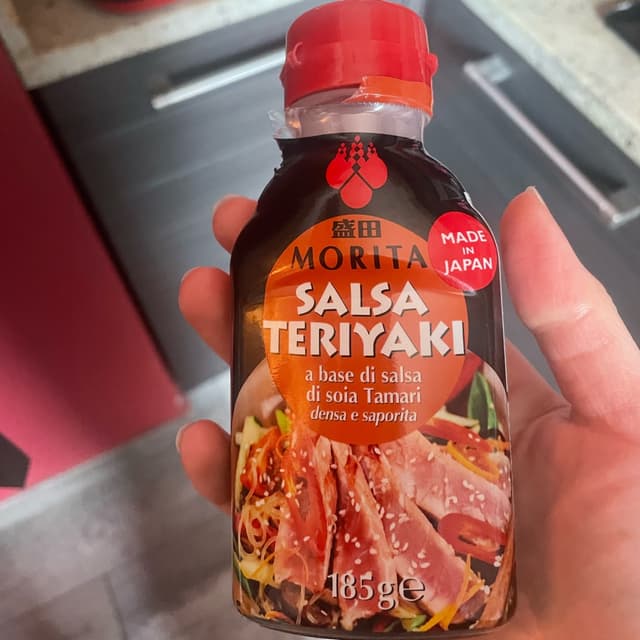 盛田
MORITA
MADE
IN
JAPAN
SALSA
TERIYAKI
a base di salsa
di soia Tamari
densa e saporita
185g℮